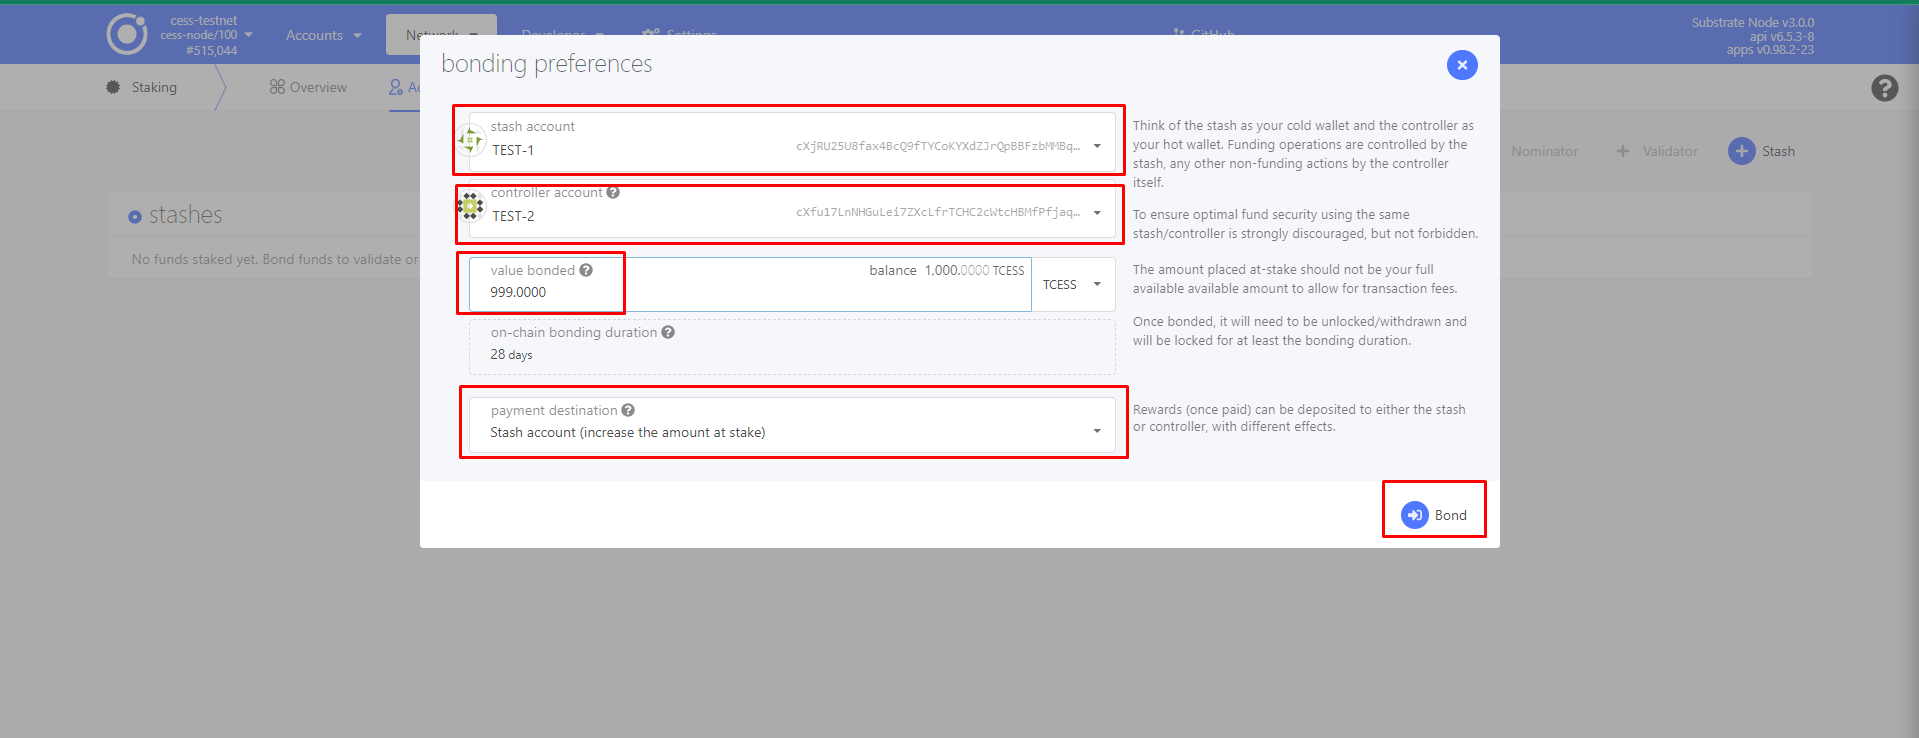 cess-testnet
cess-node/100
#515,044
Accounts
Network
Developer
Settings
GitHub
Substrate Node v3.0.0
api v6.5.3-8
apps v0.98.2-23
Staking
Overview
Nominator
Validator
Stash
stashes
No funds staked yet. Bond funds to validate or
bonding preferences
stash account
TEST-1
cXjRU25U8fax4BcQ9fTYCoKYXdZJrQpBBFzbMMBq...
Think of the stash as your cold wallet and the controller as
your hot wallet. Funding operations are controlled by the
stash, any other non-funding actions by the controller
itself.
controller account
TEST-2
cXfu17LnNHGuLei7ZXcLfrTCHC2cWtcHBMfPfjaq...
To ensure optimal fund security using the same
stash/controller is strongly discouraged, but not forbidden.
value bonded
999.0000
balance 1,000.0000 TCESS
TCESS
The amount placed at-stake should not be your full
available available amount to allow for transaction fees.
on-chain bonding duration
28 days
Once bonded, it will need to be unlocked/withdrawn and
will be locked for at least the bonding duration.
payment destination
Stash account (increase the amount at stake)
Rewards (once paid) can be deposited to either the stash
or controller, with different effects.
Bond